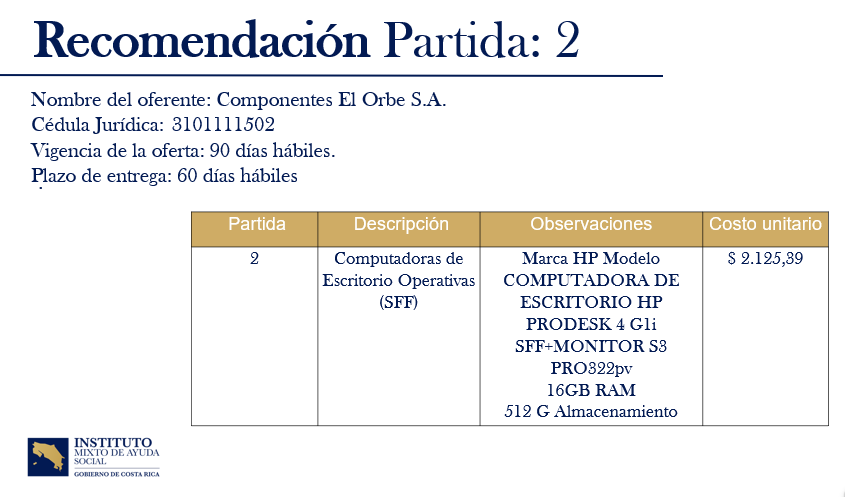 Recomendación Partida: 2
Nombre del oferente: Componentes El Orbe S.A.
Cédula Jurídica: 3101111502
Vigencia de la oferta: 90 días hábiles.
Plazo de entrega: 60 días hábiles
.
Partida Descripción Observaciones Costo unitario
2 Computadoras de Marca HP Modelo $ 2.125,39
Escritorio Operativas COMPUTADORA DE
(SFF) ESCRITORIO HP
PRODESK 4 G1i
SFF+MONITOR S3
PRO322pv
16GB RAM
512 G Almacenamiento
INSTITUTO
MIXTO DE AYUDA
SOCIAL
GOBIERNO DE COSTA RICA